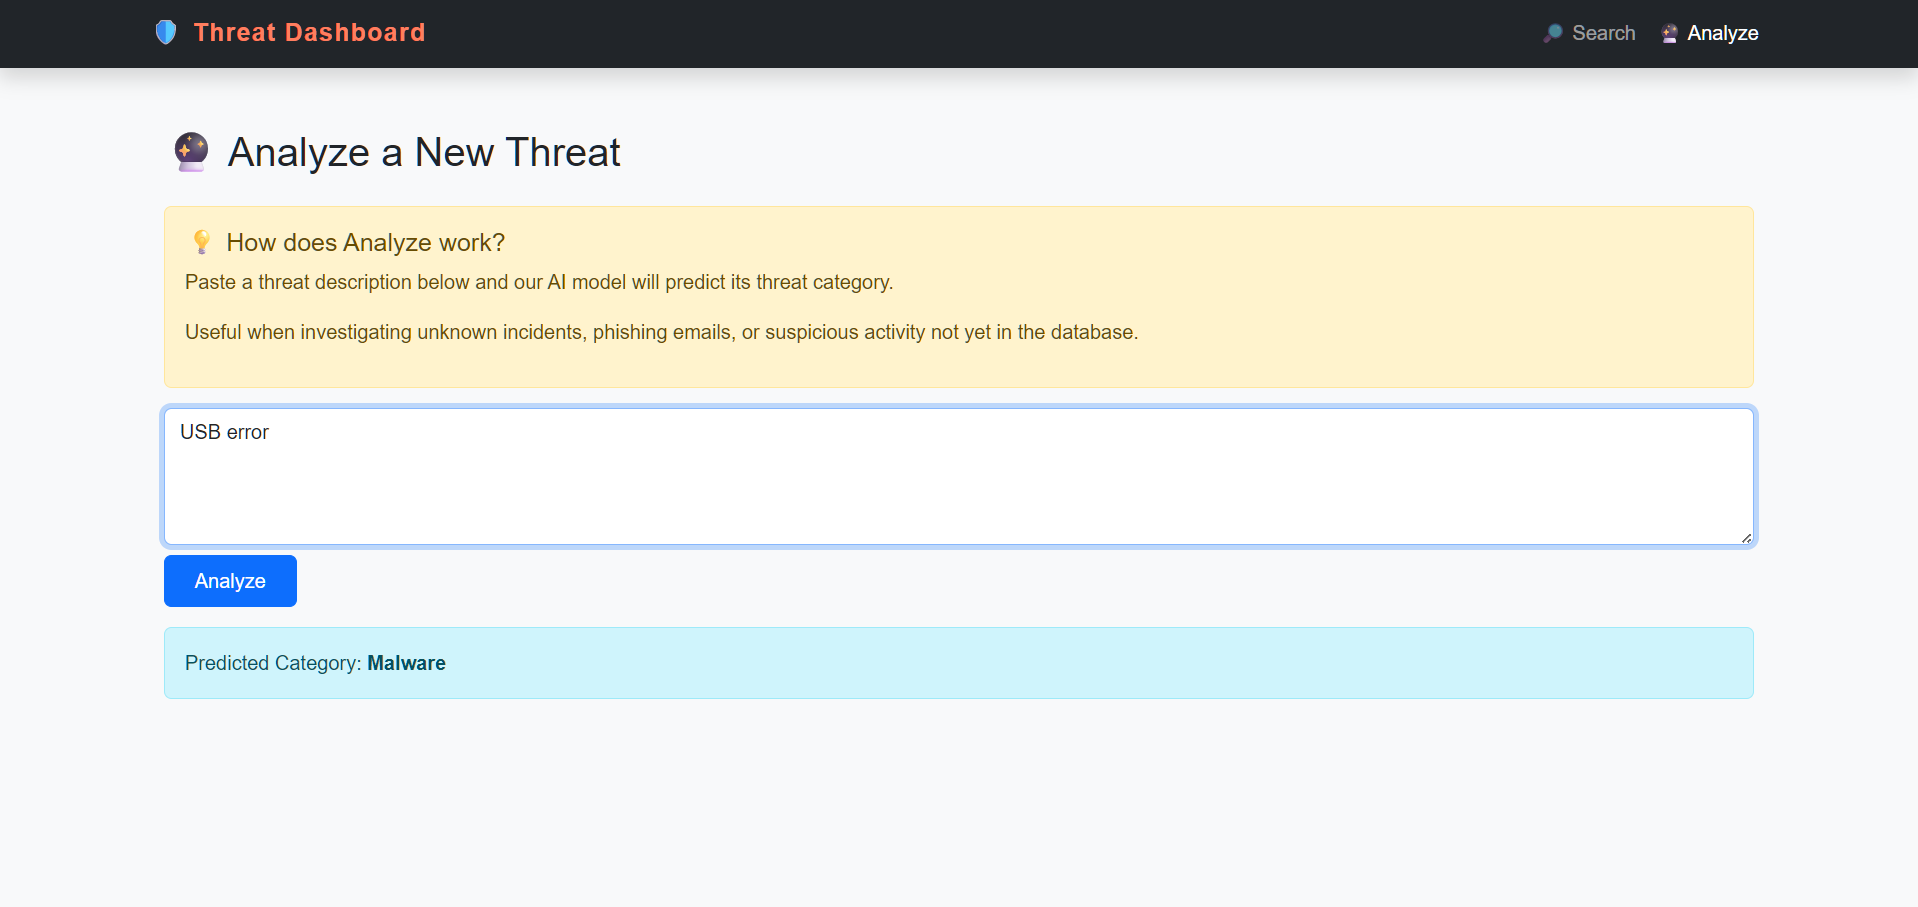 Threat Dashboard
Search
Analyze
Analyze a New Threat
How does Analyze work?
Paste a threat description below and our AI model will predict its threat category.
Useful when investigating unknown incidents, phishing emails, or suspicious activity not yet in the database.
USB error
Analyze
Predicted Category: Malware